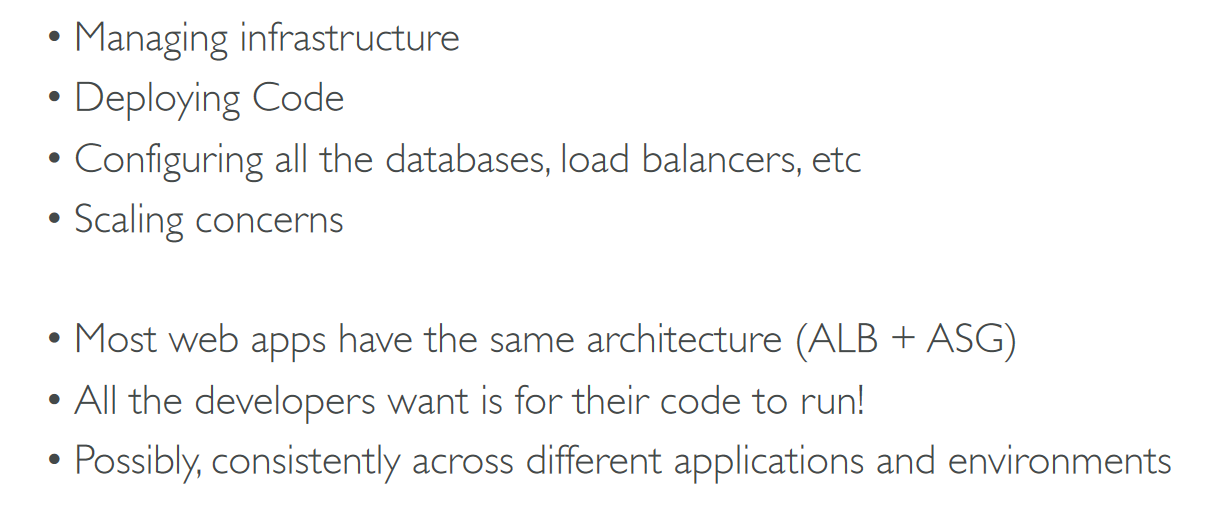 • Managing infrastructure
• Deploying Code
• Configuring all the databases, load balancers, etc
• Scaling concerns
• Most web apps have the same architecture (ALB + ASG)
• All the developers want is for their code to run!
• Possibly, consistently across different applications and environments